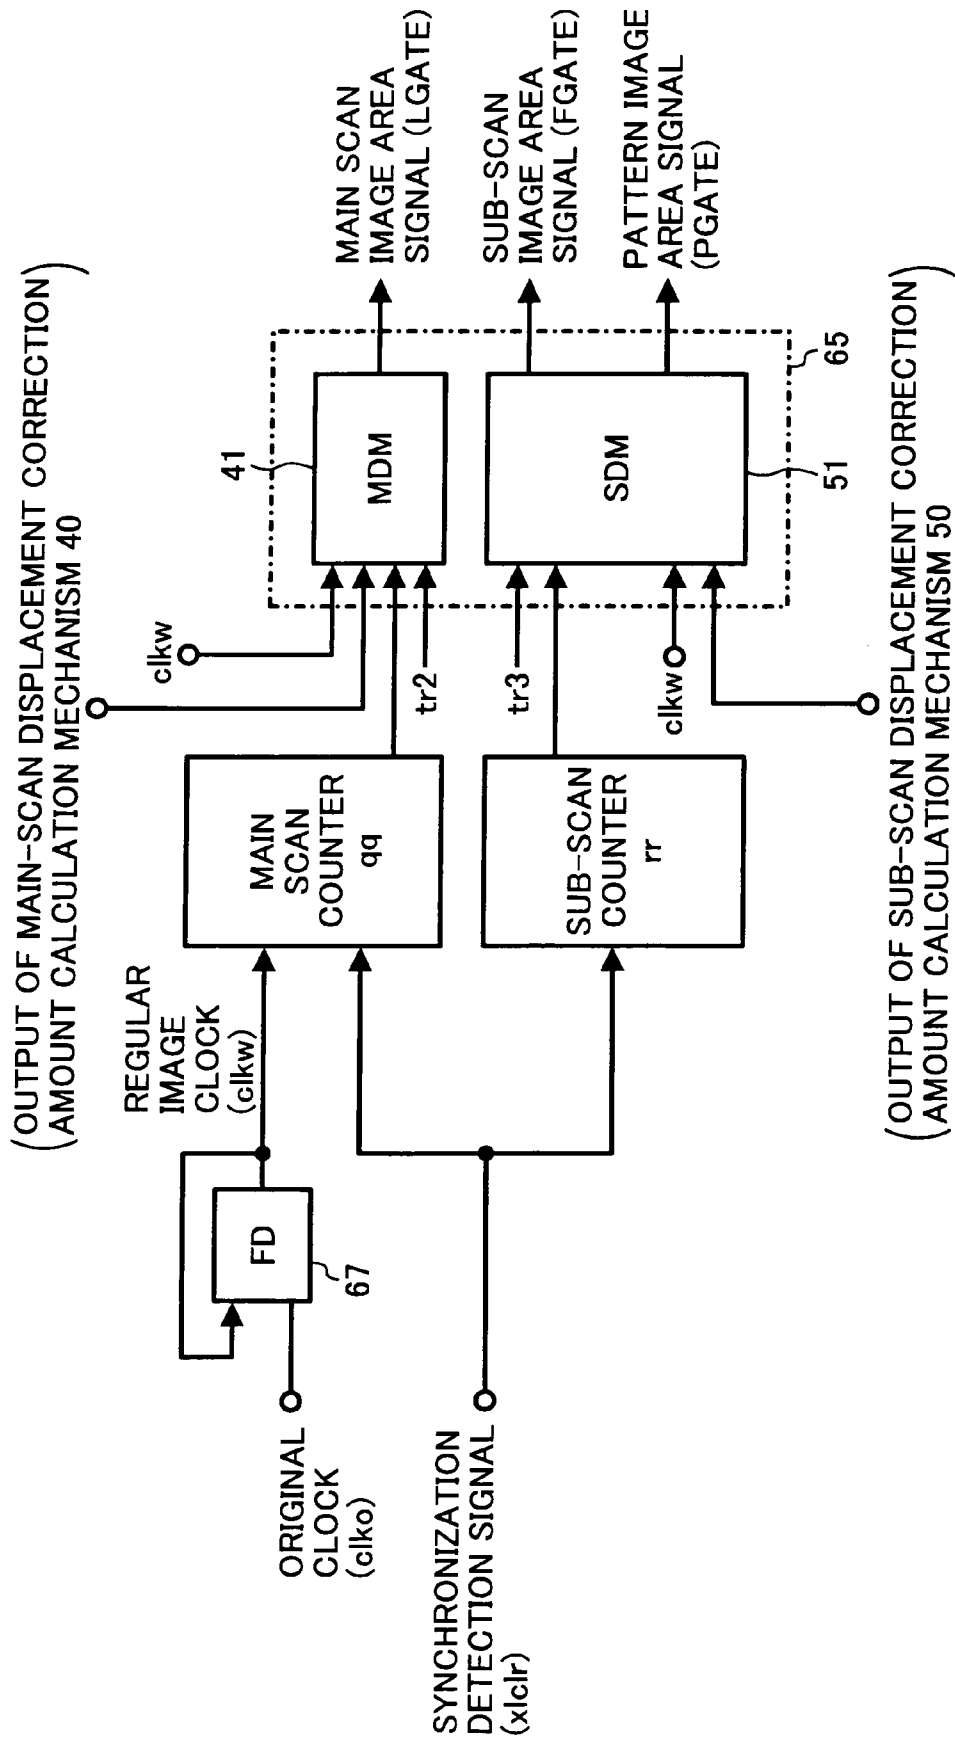 (OUTPUT OF MAIN-SCAN DISPLACEMENT CORRECTION)
(AMOUNT CALCULATION MECHANISM 40)
REGULAR
IMAGE
CLOCK
(clkw)
FD
67
ORIGINAL
CLOCK
(clko)
SYNCHRONIZATION
DETECTION SIGNAL
(xlclr)
MAIN
SCAN
COUNTER
qq
SUB-SCAN
COUNTER
rr
clkw
tr2
tr3
clkw
41
MDM
SDM
51
65
MAIN SCAN
IMAGE AREA
SIGNAL (LGATE)
SUB-SCAN
IMAGE AREA
SIGNAL (FGATE)
PATTERN IMAGE
AREA SIGNAL
(PGATE)
(OUTPUT OF SUB-SCAN DISPLACEMENT CORRECTION)
(AMOUNT CALCULATION MECHANISM 50)